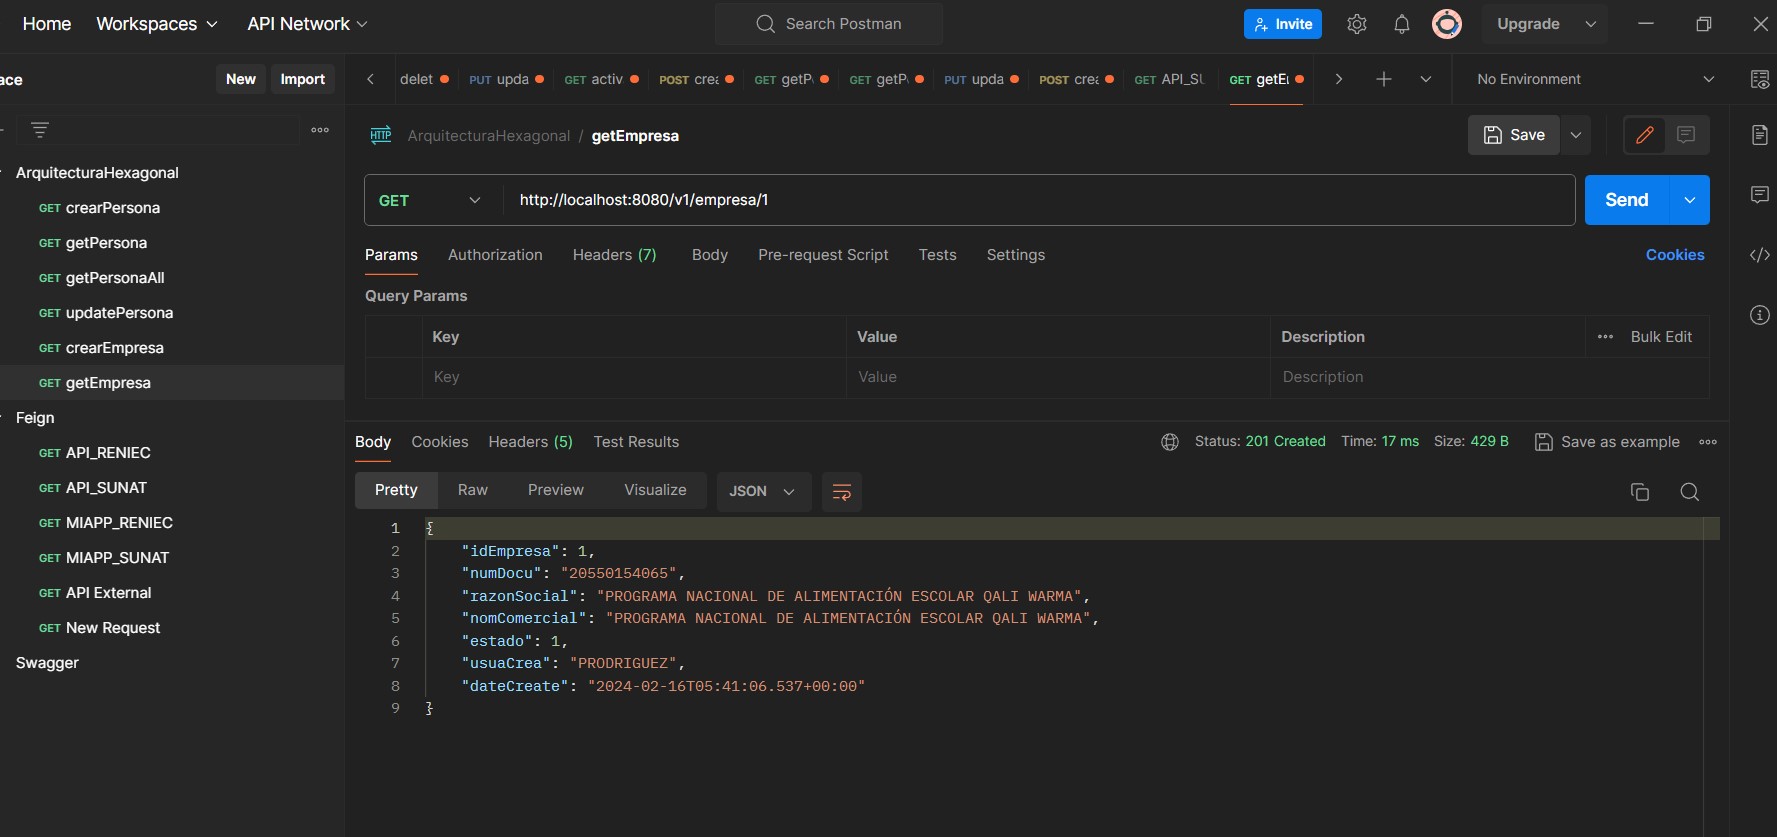 Home Workspaces API Network Search Postman Invite Upgrade
ace New Import
delet PUT upda GET activ POST crea GET getP GET getP PUT upda POST crea GET API_SU GET getEi No Environment
HTTP ArquitecturaHexagonal / getEmpresa Save
ArquitecturaHexagonal
GET crearPersona
GET getPersona
GET getPersonaAll
GET updatePersona
GET crearEmpresa
GET getEmpresa
Feign
GET API_RENIEC
GET API_SUNAT
GET MIAPP_RENIEC
GET MIAPP_SUNAT
GET API External
GET New Request
Swagger
GET http://localhost:8080/v1/empresa/1 Send
Params Authorization Headers (7) Body Pre-request Script Tests Settings Cookies
Query Params
Key Value Description Bulk Edit
Key Value Description
Body Cookies Headers (5) Test Results Status: 201 Created Time: 17 ms Size: 429 B Save as example
Pretty Raw Preview Visualize JSON
1 {
2 "idEmpresa": 1,
3 "numDocu": "20550154065",
4 "razonSocial": "PROGRAMA NACIONAL DE ALIMENTACIÓN ESCOLAR QALI WARMA",
5 "nomComercial": "PROGRAMA NACIONAL DE ALIMENTACIÓN ESCOLAR QALI WARMA",
6 "estado": 1,
7 "usuaCrea": "PRODRIGUEZ",
8 "dateCreate": "2024-02-16T05:41:06.537+00:00"
9 }